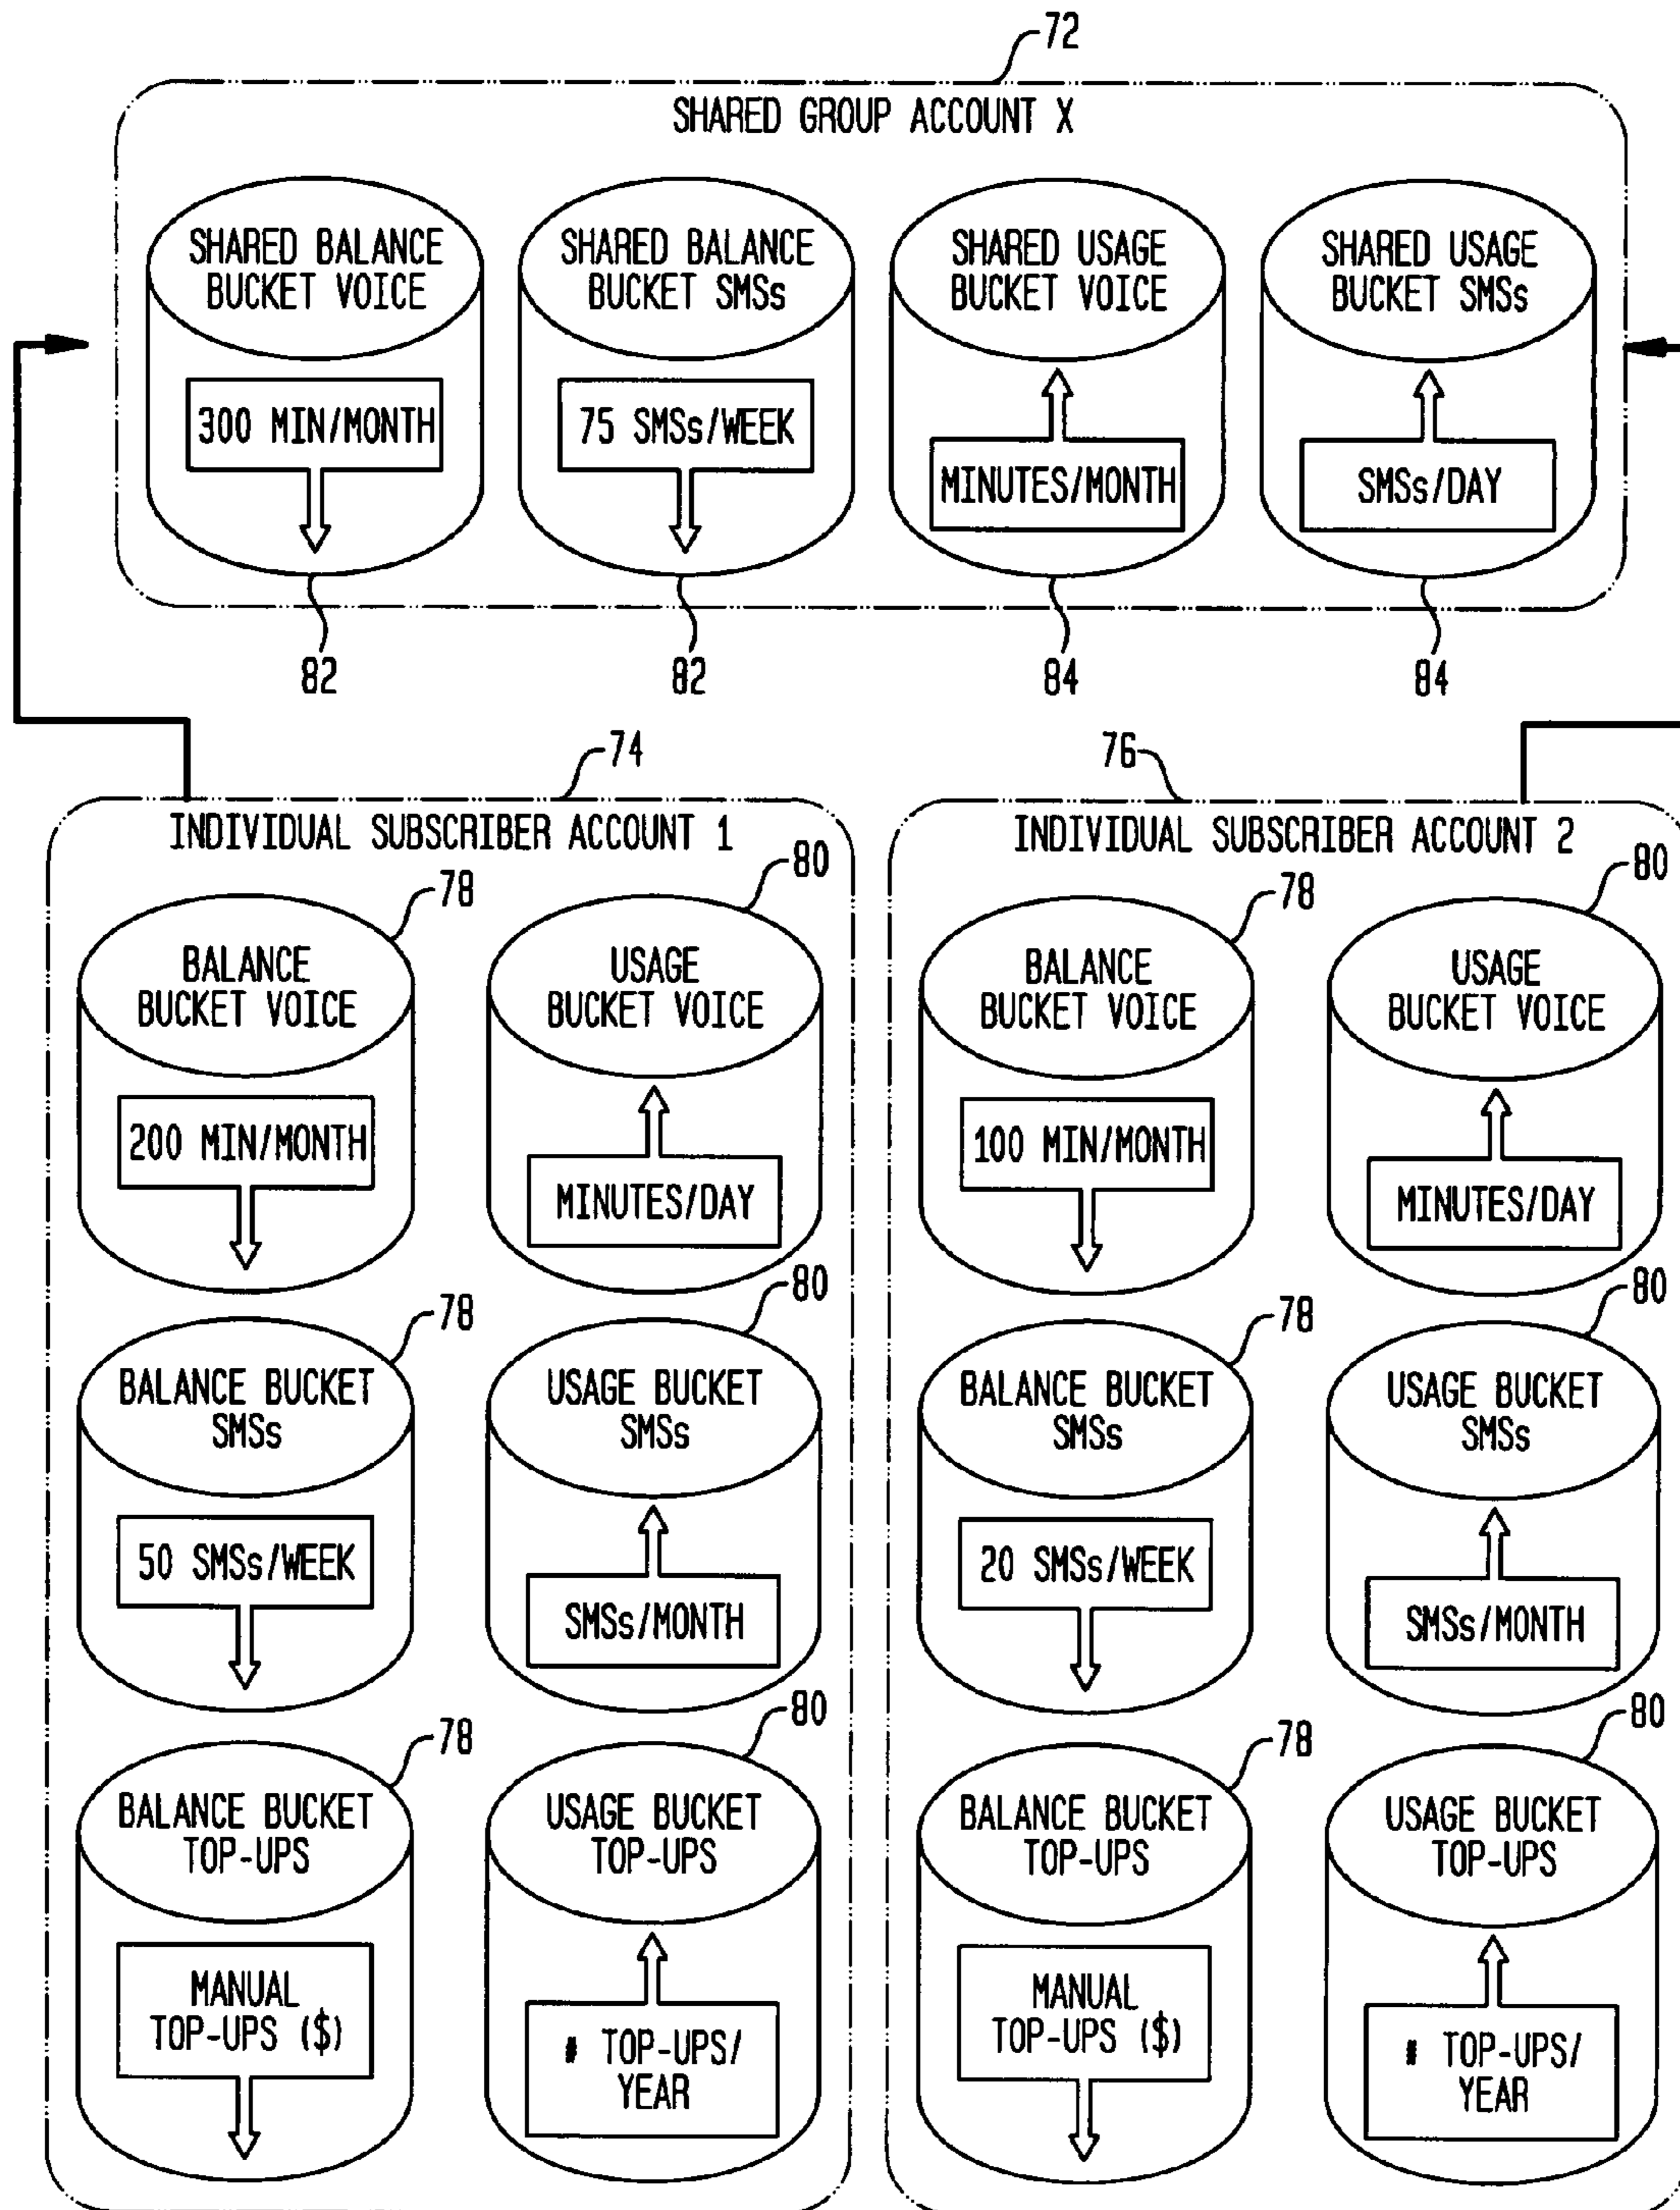 72
SHARED GROUP ACCOUNT X
SHARED BALANCE
BUCKET VOICE
300 MIN/MONTH
82
SHARED BALANCE
BUCKET SMSs
75 SMSs/WEEK
82
SHARED USAGE
BUCKET VOICE
MINUTES/MONTH
84
SHARED USAGE
BUCKET SMSs
SMSs/DAY
84
74
INDIVIDUAL SUBSCRIBER ACCOUNT 1
78
BALANCE
BUCKET VOICE
200 MIN/MONTH
80
USAGE
BUCKET VOICE
MINUTES/DAY
78
BALANCE BUCKET
SMSs
50 SMSs/WEEK
80
USAGE BUCKET
SMSs
SMSs/MONTH
78
BALANCE BUCKET
TOP-UPS
MANUAL
TOP-UPS ($)
80
USAGE BUCKET
TOP-UPS
# TOP-UPS/
YEAR
76
INDIVIDUAL SUBSCRIBER ACCOUNT 2
78
BALANCE
BUCKET VOICE
100 MIN/MONTH
80
USAGE
BUCKET VOICE
MINUTES/DAY
78
BALANCE BUCKET
SMSs
20 SMSs/WEEK
80
USAGE BUCKET
SMSs
SMSs/MONTH
78
BALANCE BUCKET
TOP-UPS
MANUAL
TOP-UPS ($)
80
USAGE BUCKET
TOP-UPS
# TOP-UPS/
YEAR